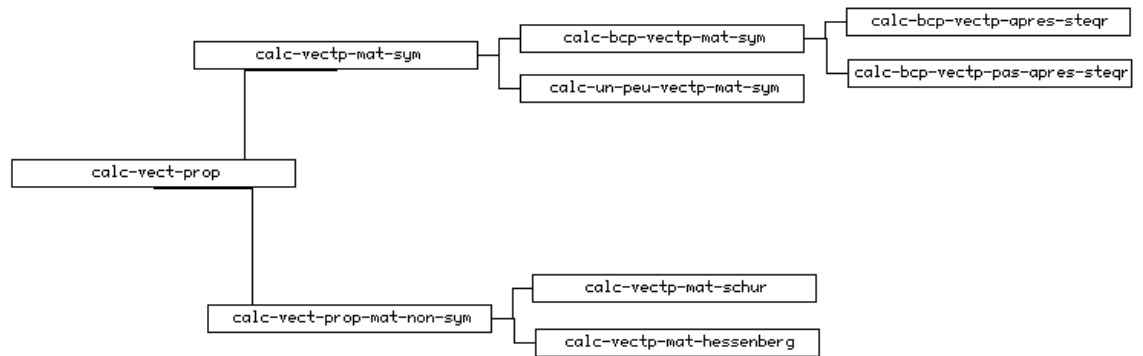 calc-bcp-vectp-apres-steqr
calc-bcp-vectp-mat-sym
calc-vectp-mat-sym
calc-bcp-vectp-pas-apres-steqr
calc-un-peu-vectp-mat-sym
calc-vect-prop
calc-vectp-mat-schur
calc-vect-prop-mat-non-sym
calc-vectp-mat-hessenberg